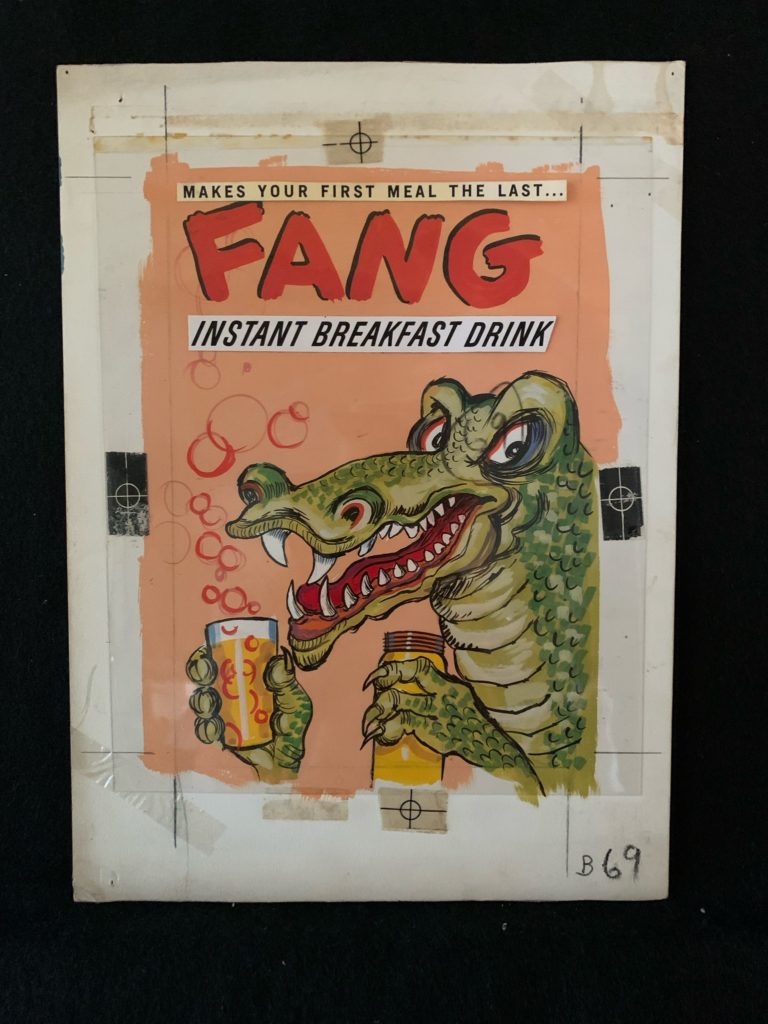 MAKES YOUR FIRST MEAL THE LAST...
FANG
INSTANT BREAKFAST DRINK
B69